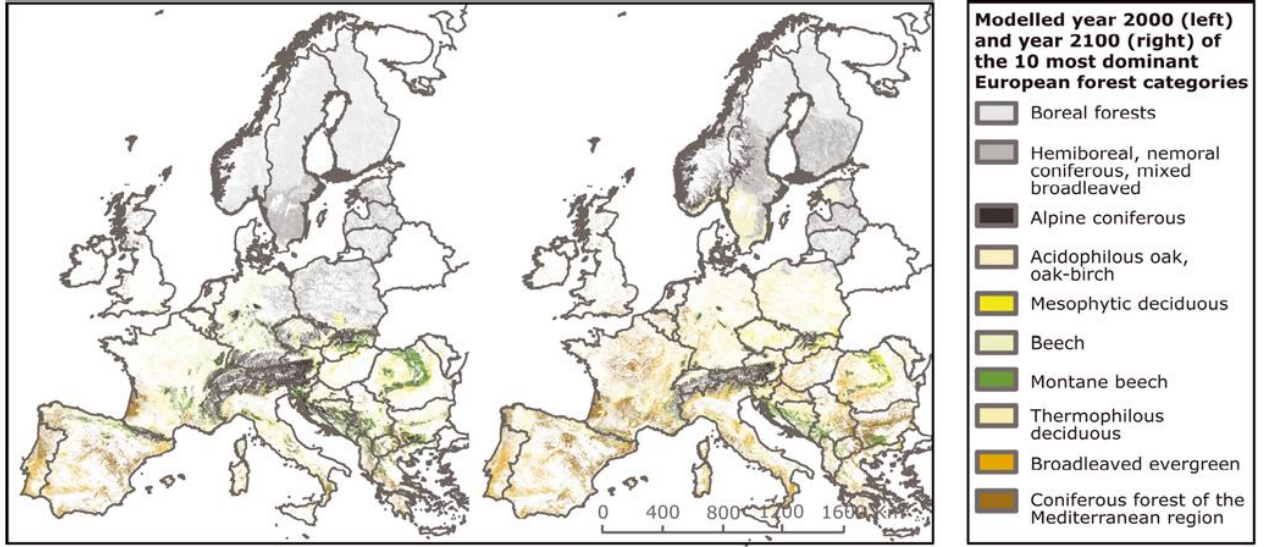 Modelled year 2000 (left)
and year 2100 (right) of
the 10 most dominant
European forest categories
Boreal forests
Hemiboreal, nemoral
coniferous, mixed
broadleaved
Alpine coniferous
Acidophilous oak,
oak-birch
Mesophytic deciduous
Beech
Montane beech
Thermophilous
deciduous
Broadleaved evergreen
Coniferous forest of the
Mediterranean region
0 400 800 1200 1600 Km